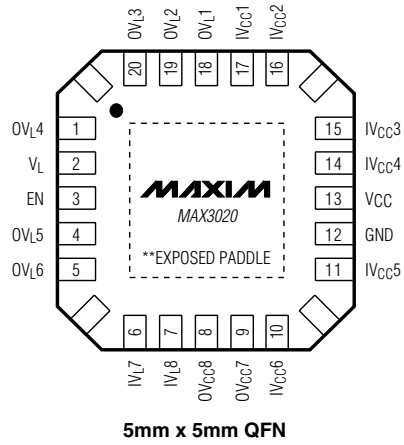 OVL3 OVL2 OVL1 IVCC1 IVCC2
20 19 18 17 16
OVL4 1 15 IVCC3
VL 2 14 IVCC4
EN 3 13 VCC
OVL5 4 12 GND
OVL6 5 11 IVCC5
MAXIM
MAX3020
**EXPOSED PADDLE
6 7 8 9 10
IVL7 IVL8 OVCC8 OVCC7 IVCC6
5mm x 5mm QFN